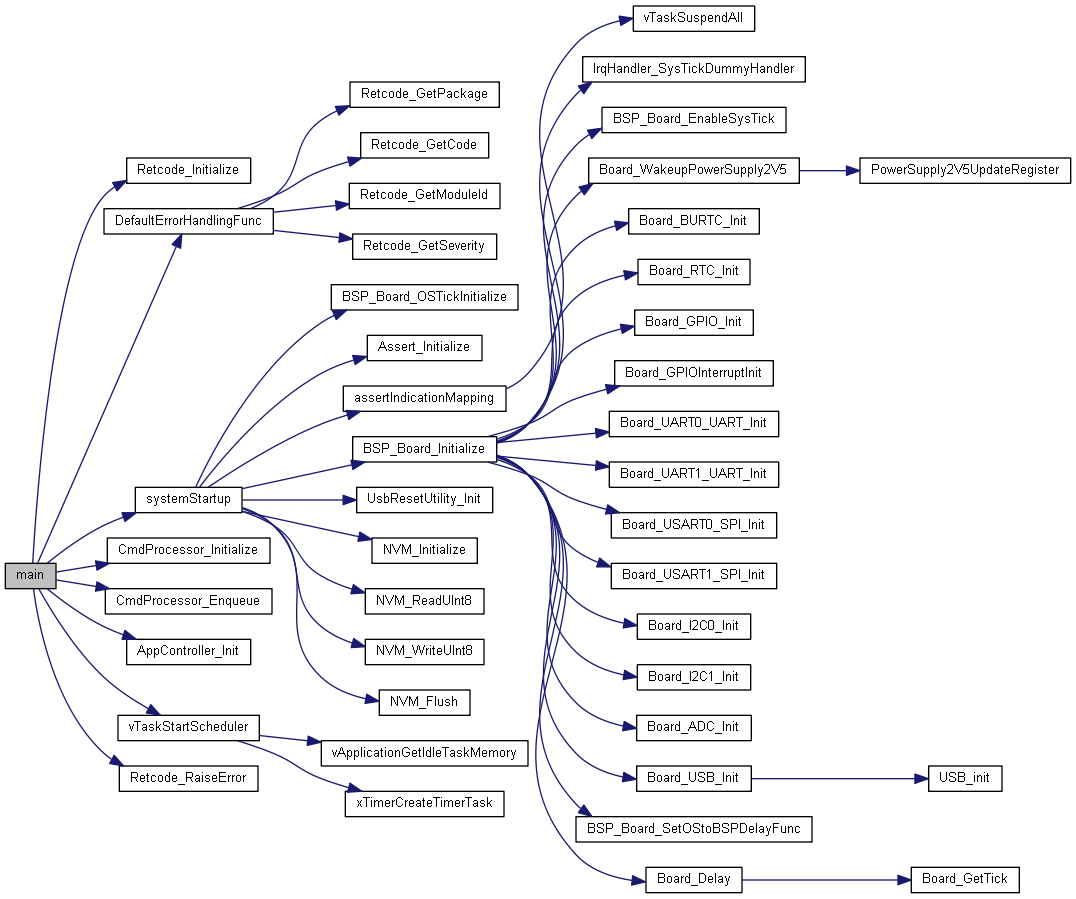 vTaskSuspendAll
IrqHandler_SysTickDummyHandler
Retcode_GetPackage
BSP_Board_EnableSysTick
Retcode_GetCode
Retcode_Initialize
Board_WakeupPowerSupply2V5
PowerSupply2V5UpdateRegister
Retcode_GetModuleId
DefaultErrorHandlingFunc
Board_BURTC_Init
Retcode_GetSeverity
Board_RTC_Init
BSP_Board_OSTickInitialize
Board_GPIO_Init
Assert_Initialize
Board_GPIOInterruptInit
assertIndicationMapping
Board_UART0_UART_Init
BSP_Board_Initialize
Board_UART1_UART_Init
systemStartup
UsbResetUtility_Init
Board_USART0_SPI_Init
CmdProcessor_Initialize
NVM_Initialize
main
Board_USART1_SPI_Init
CmdProcessor_Enqueue
NVM_ReadUInt8
Board_I2C0_Init
AppController_Init
NVM_WriteUInt8
Board_I2C1_Init
NVM_Flush
vTaskStartScheduler
Board_ADC_Init
vApplicationGetIdleTaskMemory
Retcode_RaiseError
Board_USB_Init
USB_init
xTimerCreateTimerTask
BSP_Board_SetOStoBSPDelayFunc
Board_Delay
Board_GetTick